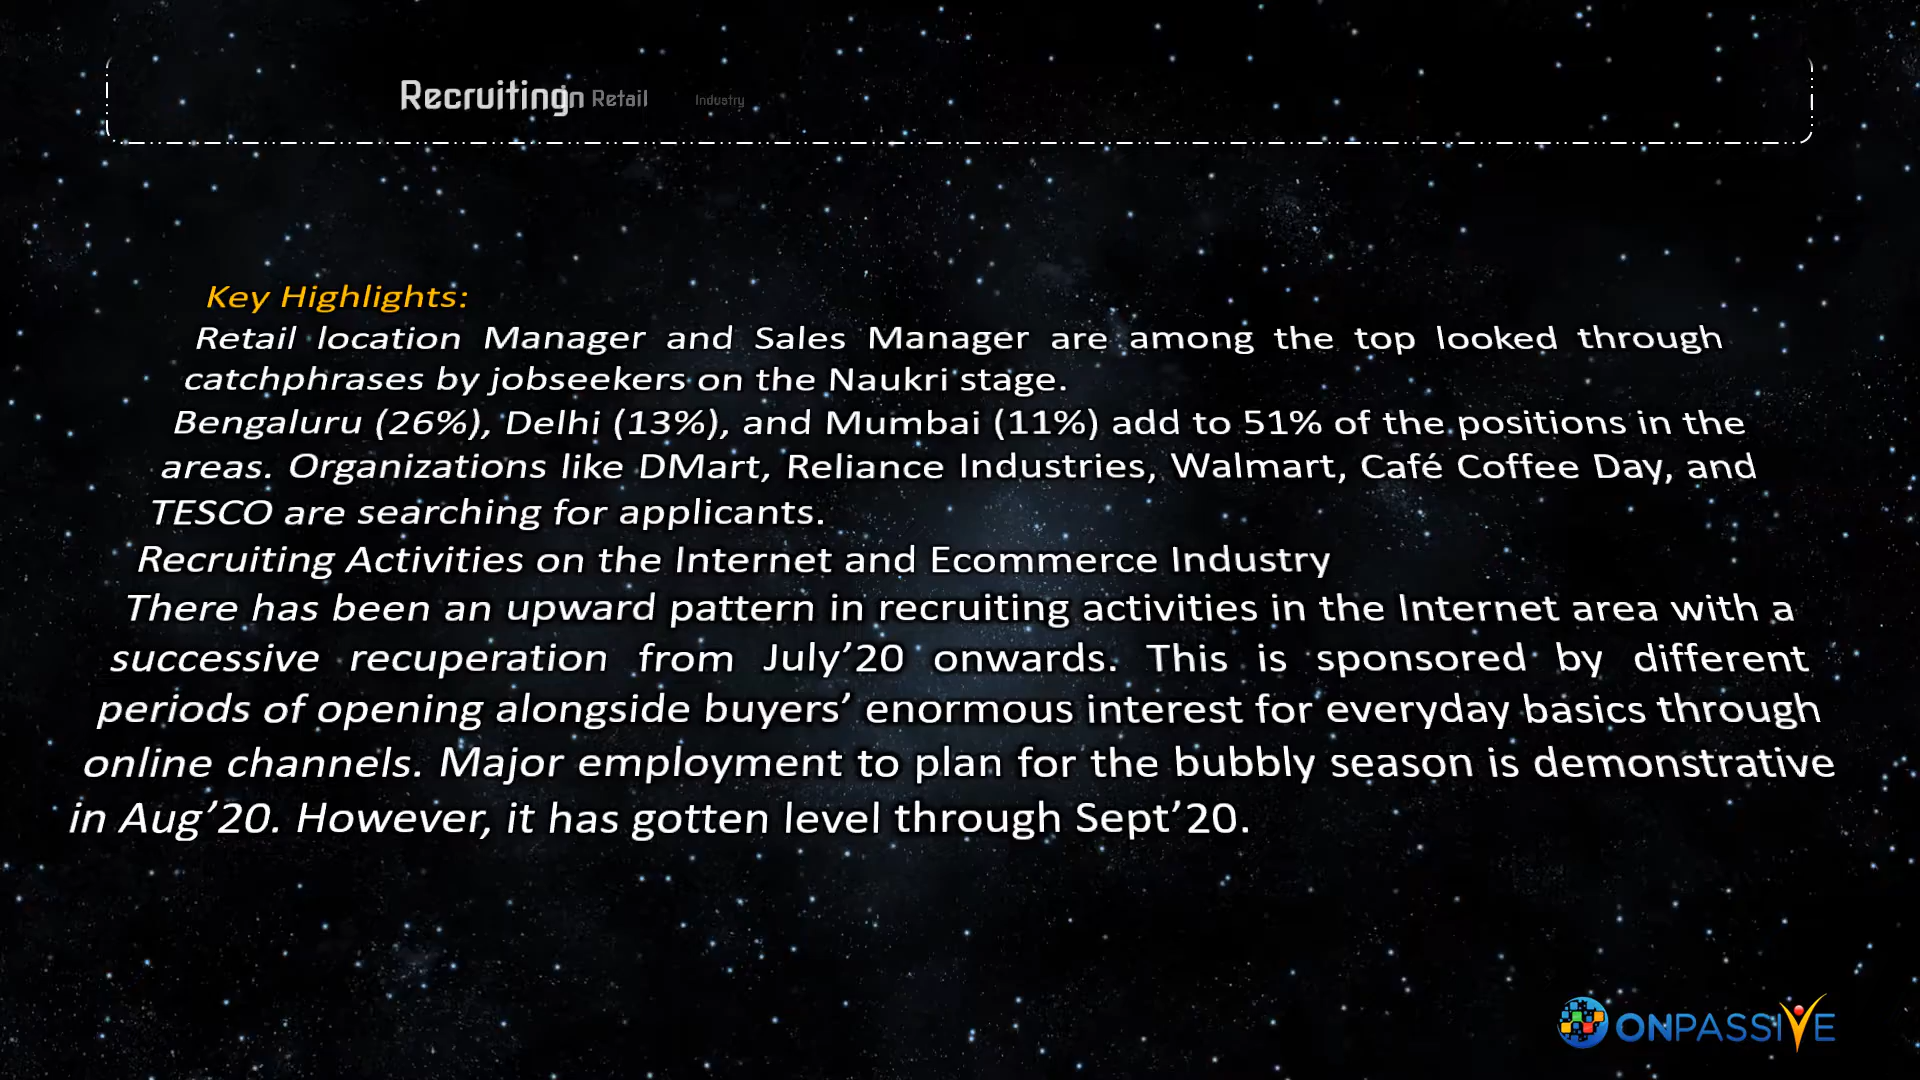 Recruiting in Retail Industry
Key Highlights:
Retail location Manager and Sales Manager are among the top looked through
catchphrases by jobseekers on the Naukri stage.
Bengaluru (26%), Delhi (13%), and Mumbai (11%) add to 51% of the positions in the
areas. Organizations like DMart, Reliance Industries, Walmart, Café Coffee Day, and
TESCO are searching for applicants.
Recruiting Activities on the Internet and Ecommerce Industry
There has been an upward pattern in recruiting activities in the Internet area with a
successive recuperation from July’20 onwards. This is sponsored by different
periods of opening alongside buyers’ enormous interest for everyday basics through
online channels. Major employment to plan for the bubbly season is demonstrative
in Aug’20. However, it has gotten level through Sept’20.
ONPASSIVE